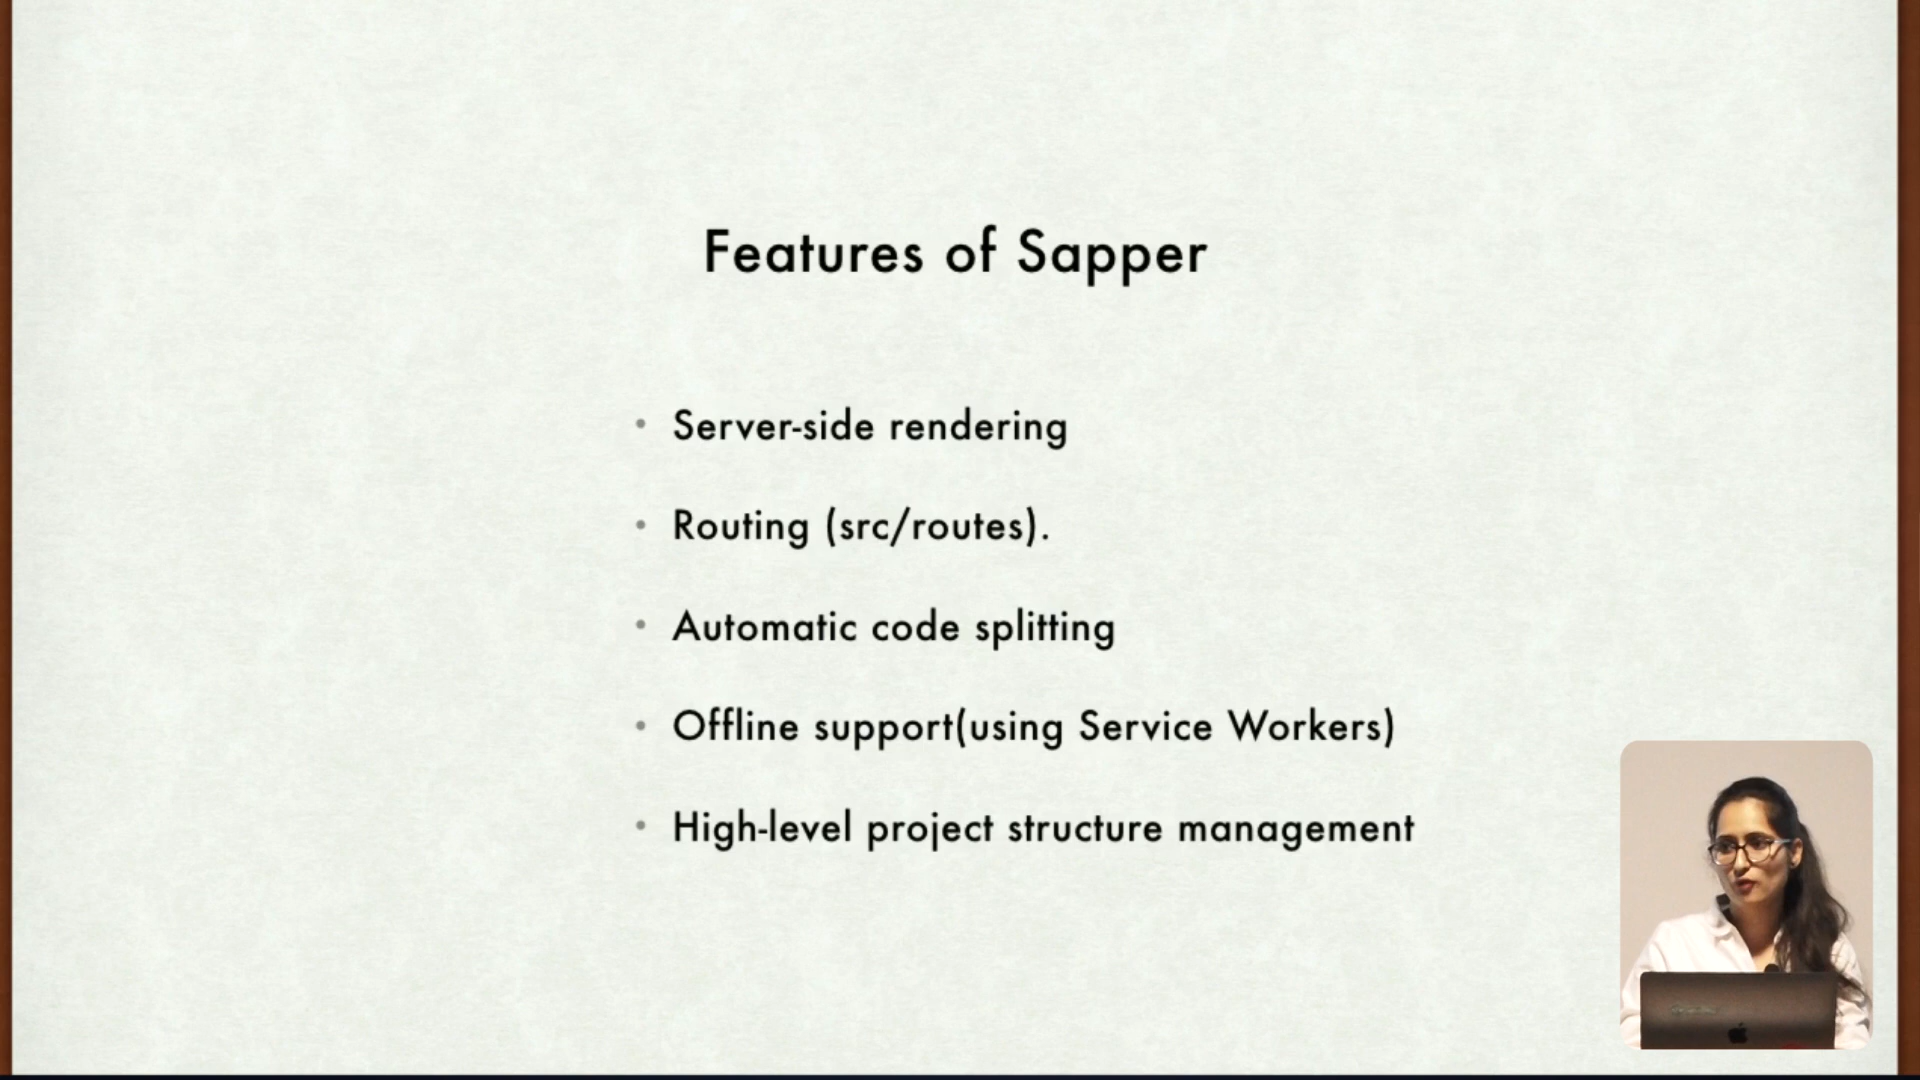 Features of Sapper
• Server-side rendering
• Routing (src/routes).
• Automatic code splitting
• Offline support(using Service Workers)
• High-level project structure management